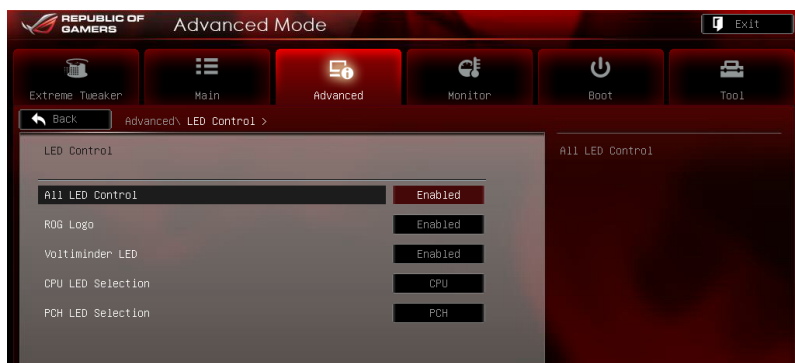 REPUBLIC OF
GAMERS
Advanced Mode
Exit
Extreme Tweaker
Main
Advanced
Monitor
Boot
Tool
Back
Advanced\ LED Control >
LED Control
All LED Control
All LED Control Enabled
ROG Logo Enabled
Voltiminder LED Enabled
CPU LED Selection CPU
PCH LED Selection PCH